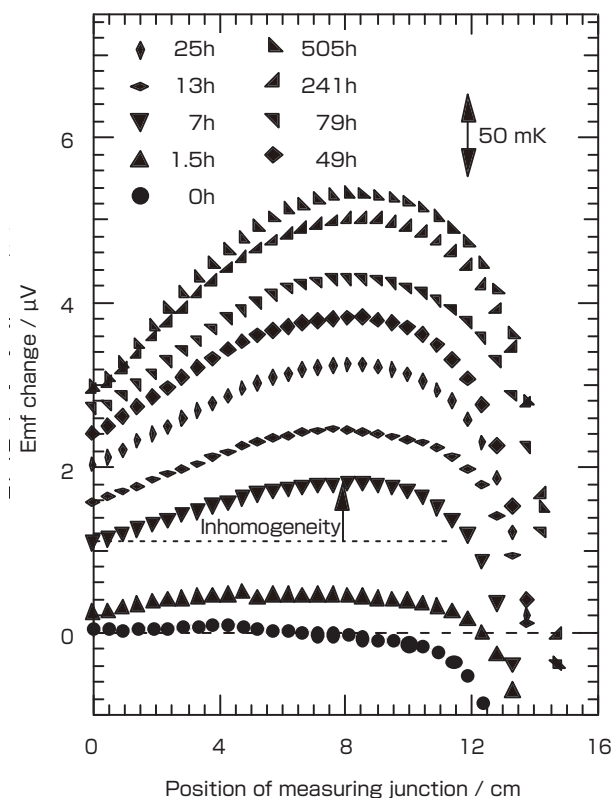 25h 505h
13h 241h
7h 79h
1.5h 49h
0h
50 mK
6
4
2
0
Emf change / μV
Inhomogeneity
0 4 8 12 16
Position of measuring junction / cm